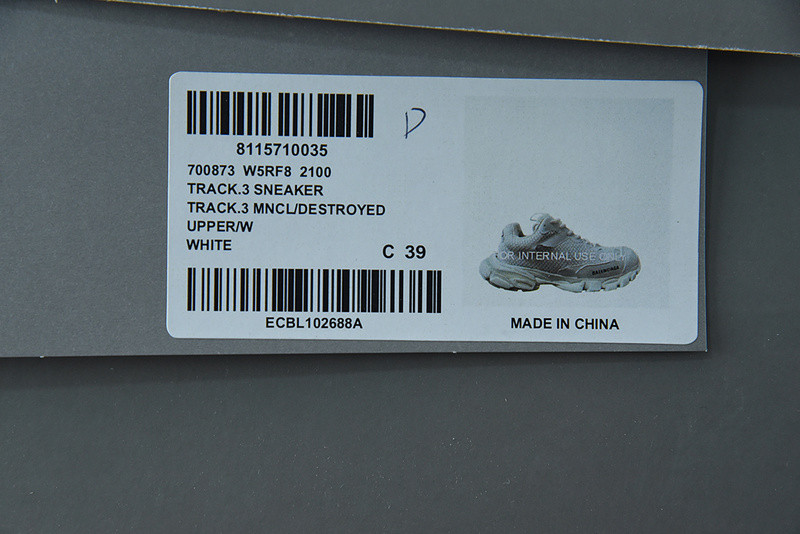 8115710035
D
700873 W5RF8 2100
TRACK.3 SNEAKER
TRACK.3 MNCL/DESTROYED
UPPER/W
WHITE
C 39
ECBL102688A
FOR INTERNAL USE ONLY
BALENCIAGA
MADE IN CHINA